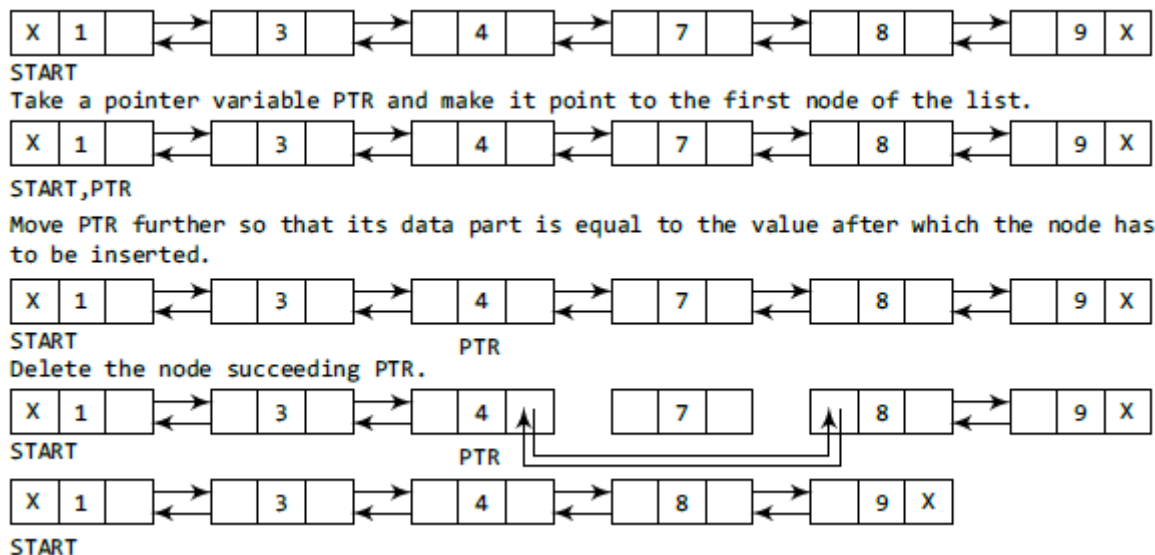 X 1 3 4 7 8 9 X
START
Take a pointer variable PTR and make it point to the first node of the list.
X 1 3 4 7 8 9 X
START,PTR
Move PTR further so that its data part is equal to the value after which the node has
to be inserted.
X 1 3 4 7 8 9 X
START PTR
Delete the node succeeding PTR.
X 1 3 4 7 8 9 X
START PTR
X 1 3 4 8 9 X
START